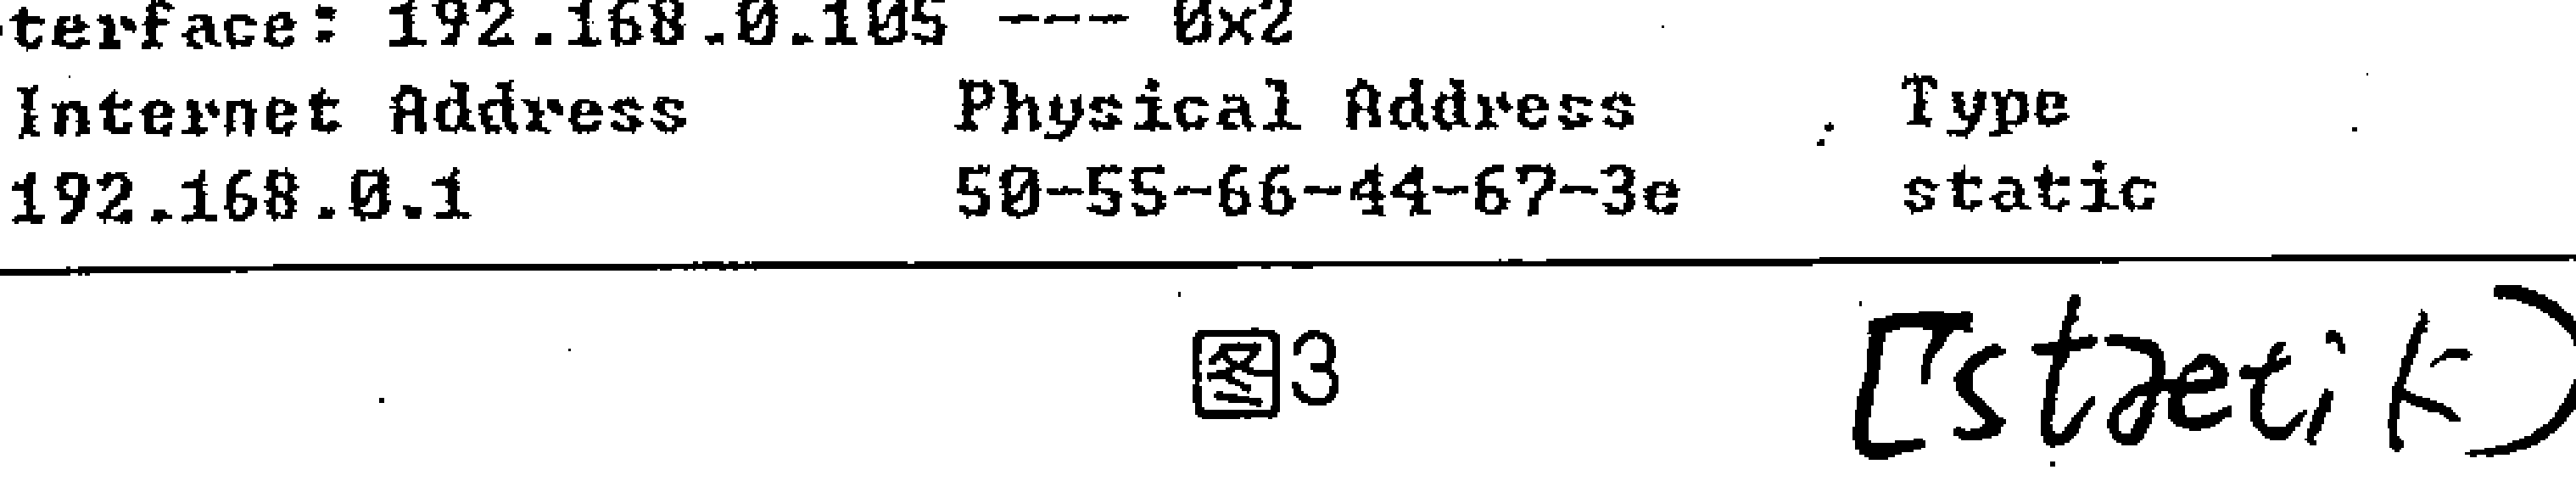 terface: 192.168.0.105 --- 0x2
Internet Address Physical Address Type
192.168.0.1 50-55-66-44-67-3e static
图3
[stætik)